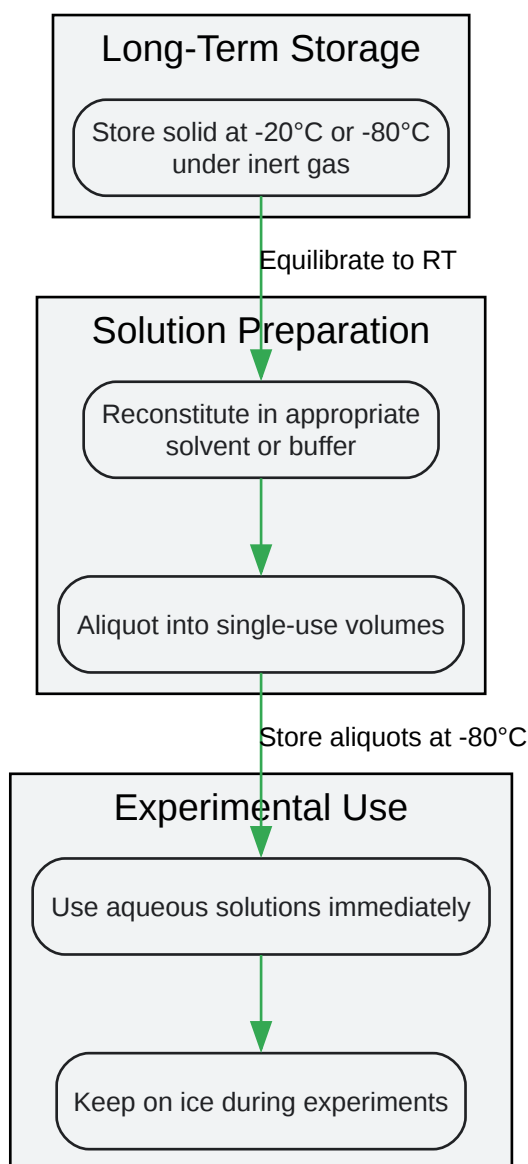 Long-Term Storage
Store solid at -20°C or -80°C
under inert gas
Equilibrate to RT
Solution Preparation
Reconstitute in appropriate
solvent or buffer
Aliquot into single-use volumes
Store aliquots at -80°C
Experimental Use
Use aqueous solutions immediately
Keep on ice during experiments